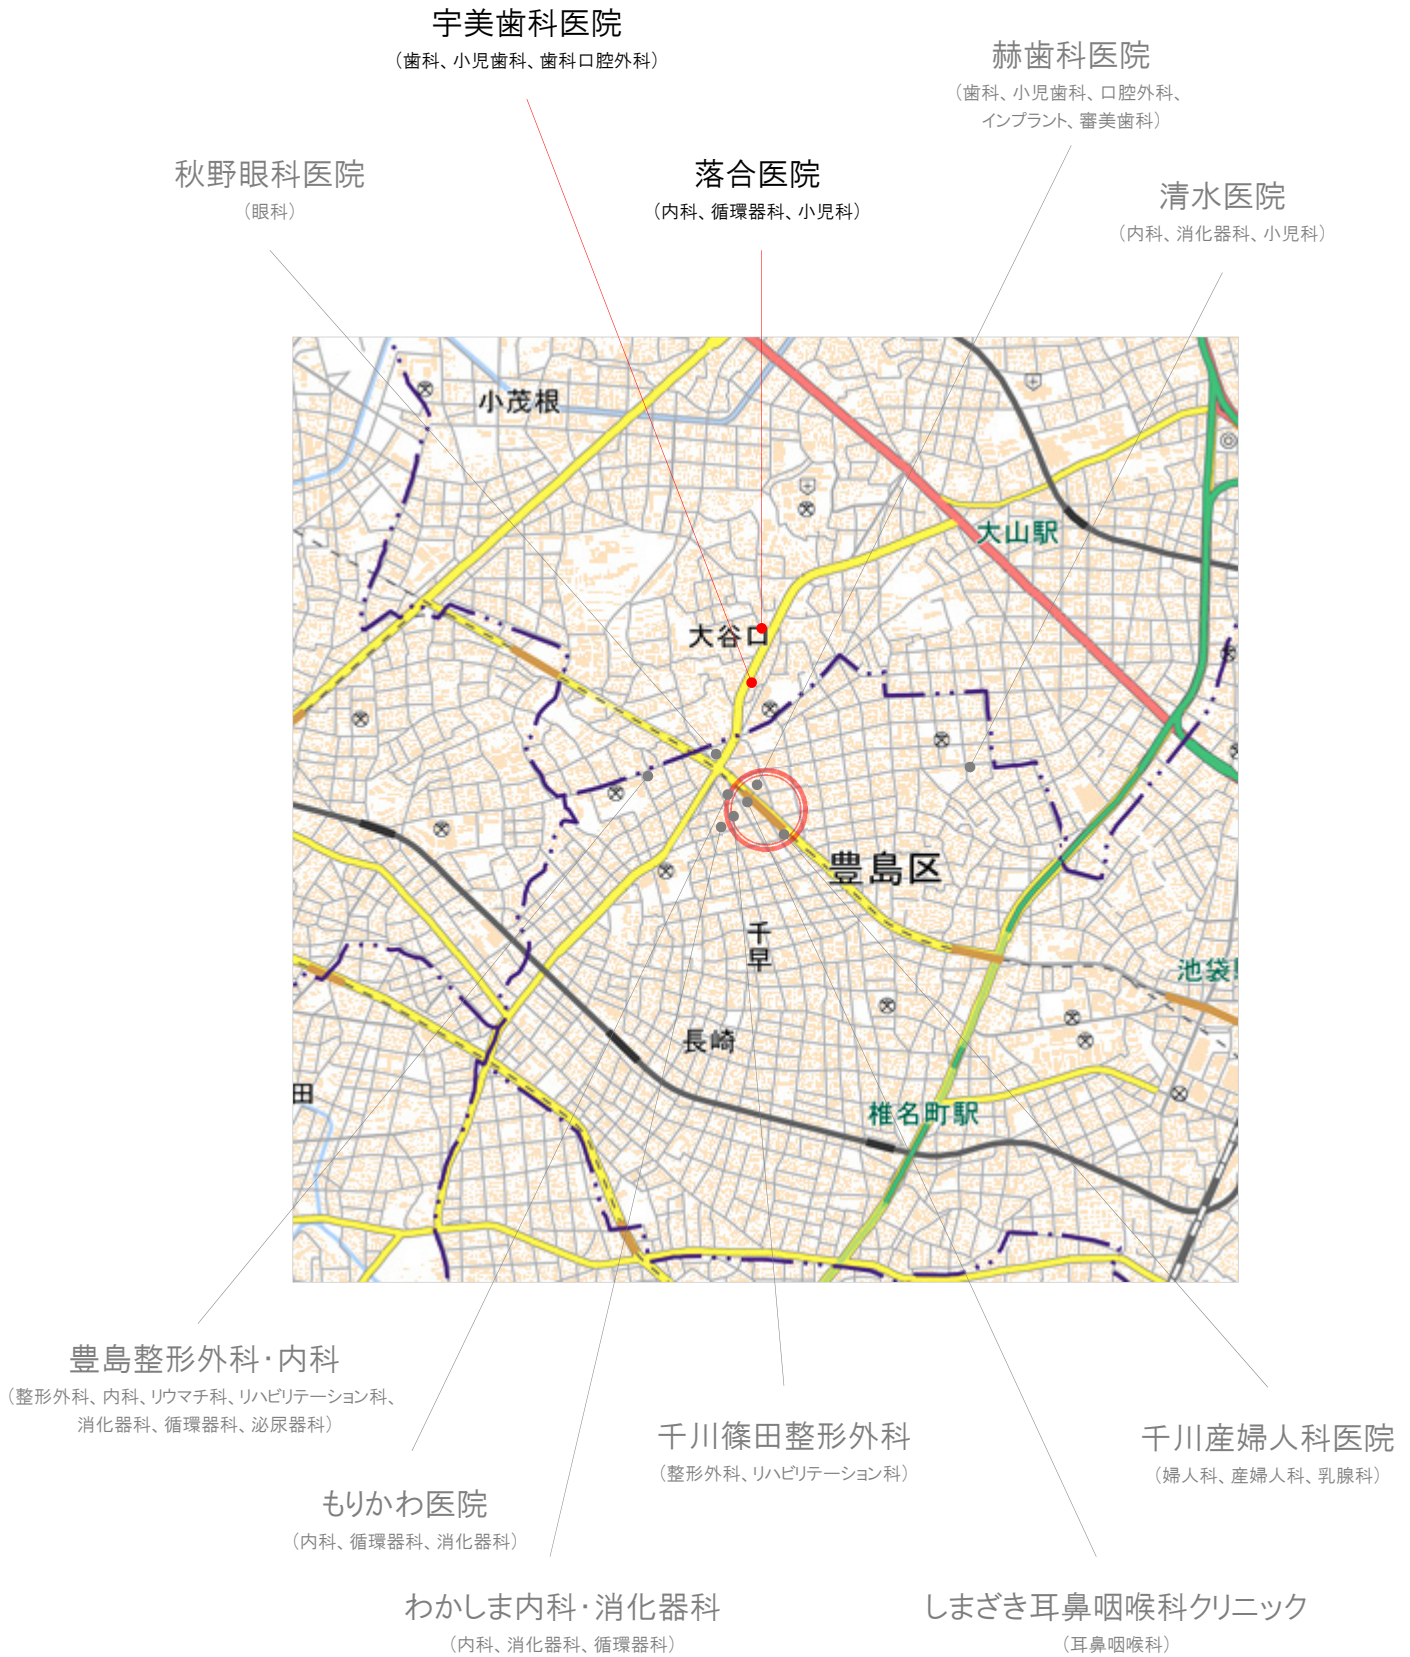 宇美歯科医院
（歯科、小児歯科、歯科口腔外科）
赫歯科医院
（歯科、小児歯科、口腔外科、
インプラント、審美歯科）
秋野眼科医院
（眼科）
落合医院
（内科、循環器科、小児科）
清水医院
（内科、消化器科、小児科）
小茂根
大山駅
大谷口
豊島区
千早
池袋
長崎
田
椎名町駅
豊島整形外科・内科
（整形外科、内科、リウマチ科、リハビリテーション科、
消化器科、循環器科、泌尿器科）
千川篠田整形外科
（整形外科、リハビリテーション科）
千川産婦人科医院
（婦人科、産婦人科、乳腺科）
もりかわ医院
（内科、循環器科、消化器科）
わかしま内科・消化器科
（内科、消化器科、循環器科）
しまざき耳鼻咽喉科クリニック
（耳鼻咽喉科）